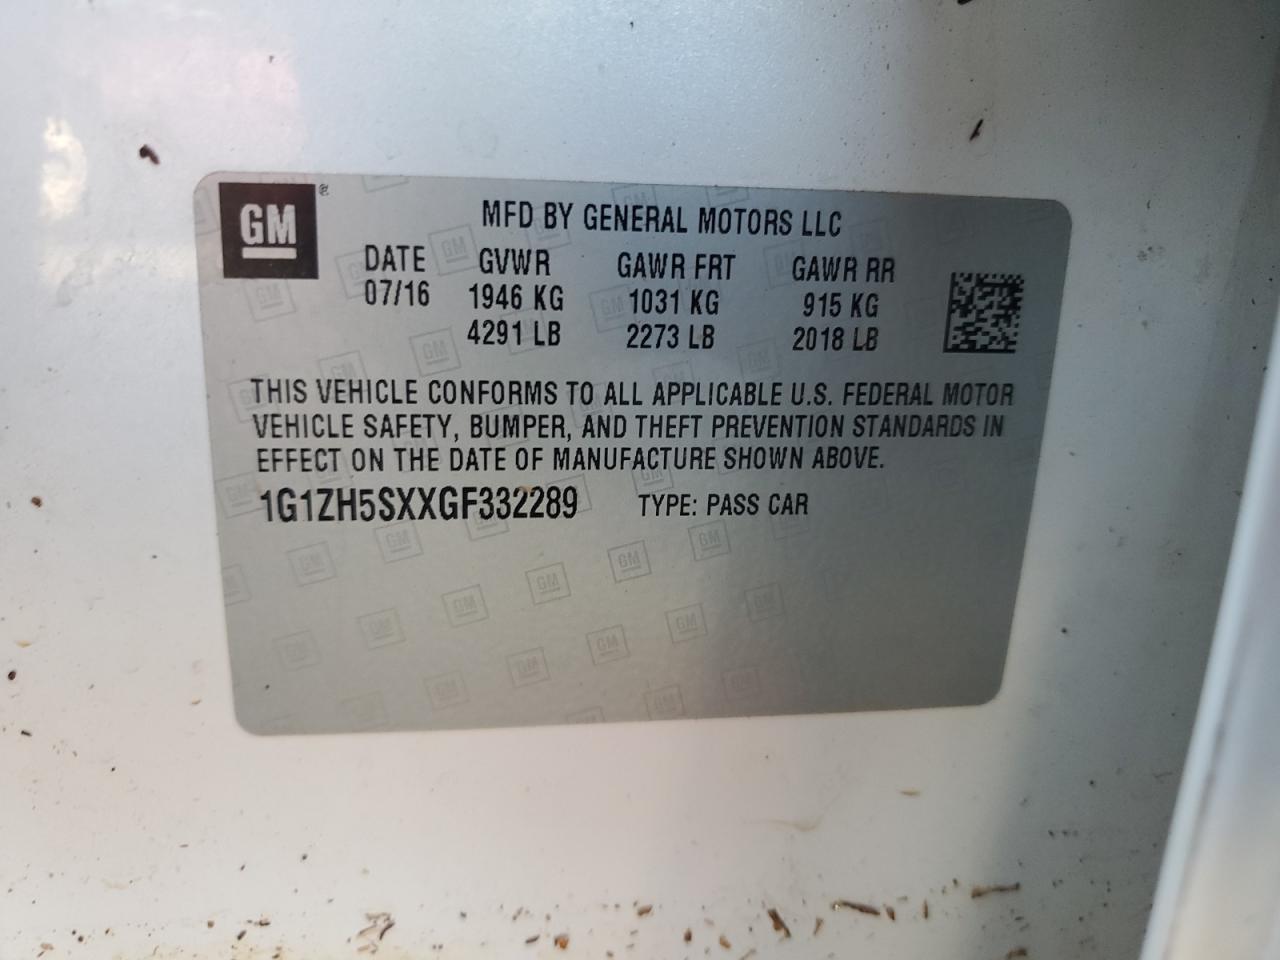 GM ®
MFD BY GENERAL MOTORS LLC
DATE GVWR GAWR FRT GAWR RR
07/16 1946 KG 1031 KG 915 KG
4291 LB 2273 LB 2018 LB
THIS VEHICLE CONFORMS TO ALL APPLICABLE U.S. FEDERAL MOTOR
VEHICLE SAFETY, BUMPER, AND THEFT PREVENTION STANDARDS IN
EFFECT ON THE DATE OF MANUFACTURE SHOWN ABOVE.
1G1ZH5SXXGF332289 TYPE: PASS CAR